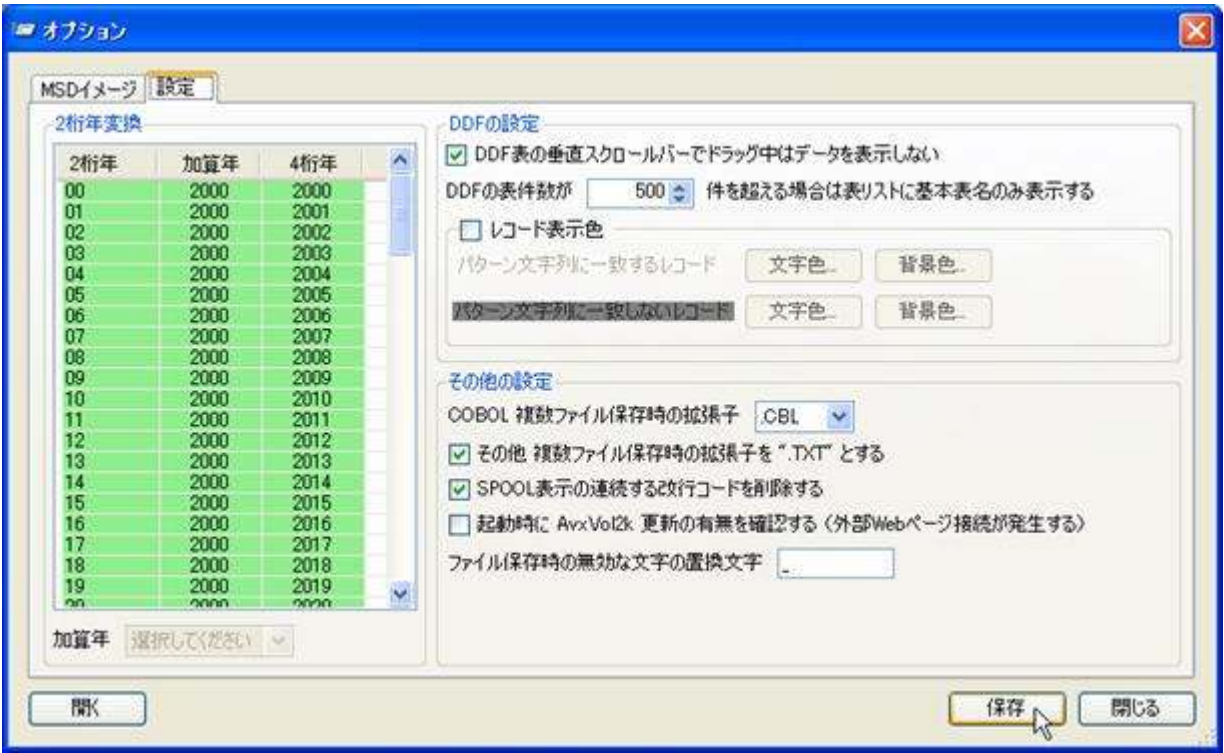 オプション
MSDイメージ 設定
2桁年変換
2桁年 加算年 4桁年
00 2000 2000
01 2000 2001
02 2000 2002
03 2000 2003
04 2000 2004
05 2000 2005
06 2000 2006
07 2000 2007
08 2000 2008
09 2000 2009
10 2000 2010
11 2000 2011
12 2000 2012
13 2000 2013
14 2000 2014
15 2000 2015
16 2000 2016
17 2000 2017
18 2000 2018
19 2000 2019
20 2000 2020
加算年 選択してください
DDFの設定
DDF表の垂直スクロールバーでドラッグ中はデータを表示しない
DDFの表件数が 500 件を超える場合は表リストに基本表名のみ表示する
レコード表示色
パターン文字列に一致するレコード 文字色... 背景色...
パターン文字列に一致しないレコード 文字色... 背景色...
その他の設定
COBOL 複数ファイル保存時の拡張子 .CBL
その他 複数ファイル保存時の拡張子を ".TXT" とする
SPOOL表示の連続する改行コードを削除する
起動時に AvxVol2k 更新の有無を確認する (外部Webページ接続が発生する)
ファイル保存時の無効な文字の置換文字 _
開く 保存 閉じる